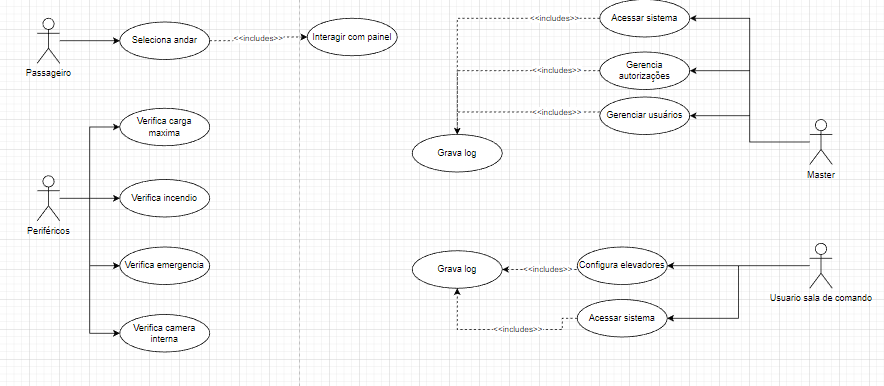 Seleciona andar
<<includes>>
Interagir com painel
Passageiro
Verifica carga
maxima
Verifica incendio
Periféricos
Verifica emergencia
Verifica camera
interna
<<includes>>
Acessar sistema
<<includes>>
Gerencia
autorizações
<<includes>>
Gerenciar usuários
Grava log
Master
Grava log
<<includes>>
Configura elevadores
Usuario sala de comando
<<includes>>
Acessar sistema